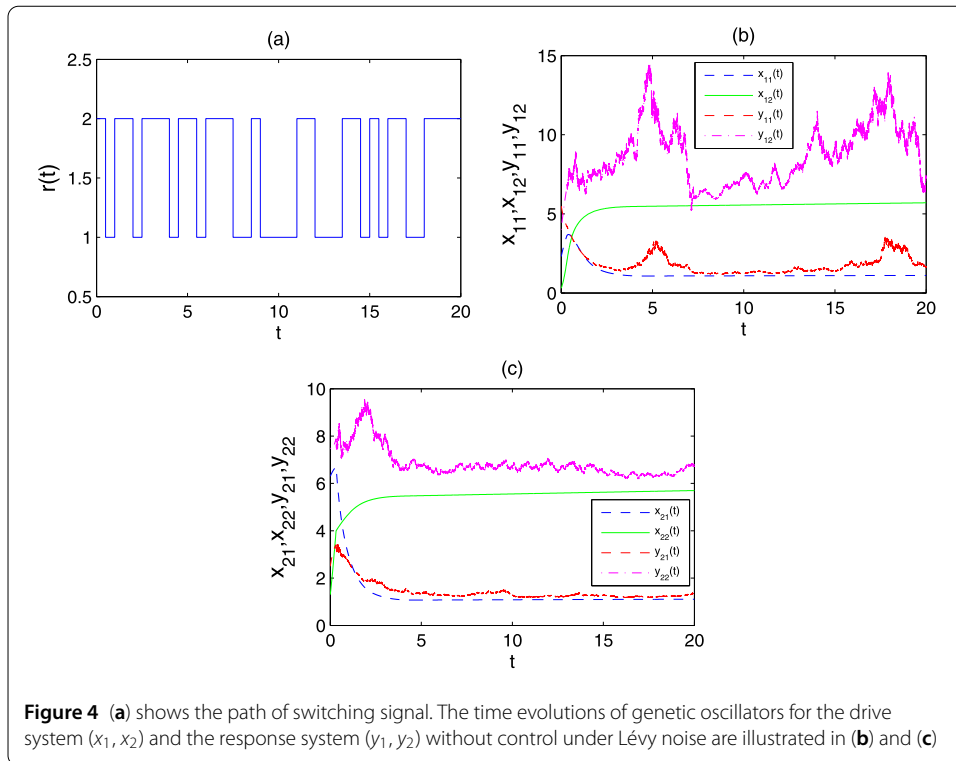 (a)
2.5
2
1.5
1
0.5
r(t)
0 5 10 15 20
t
(b)
15
10
5
0
x11,x12,y11,y12
x11(t)
x12(t)
y11(t)
y12(t)
0 5 10 15 20
t
(c)
10
8
6
4
2
0
x21,x22,y21,y22
x21(t)
x22(t)
y21(t)
y22(t)
0 5 10 15 20
t
Figure 4 (a) shows the path of switching signal. The time evolutions of genetic oscillators for the drive
system (x1, x2) and the response system (y1, y2) without control under Lévy noise are illustrated in (b) and (c)